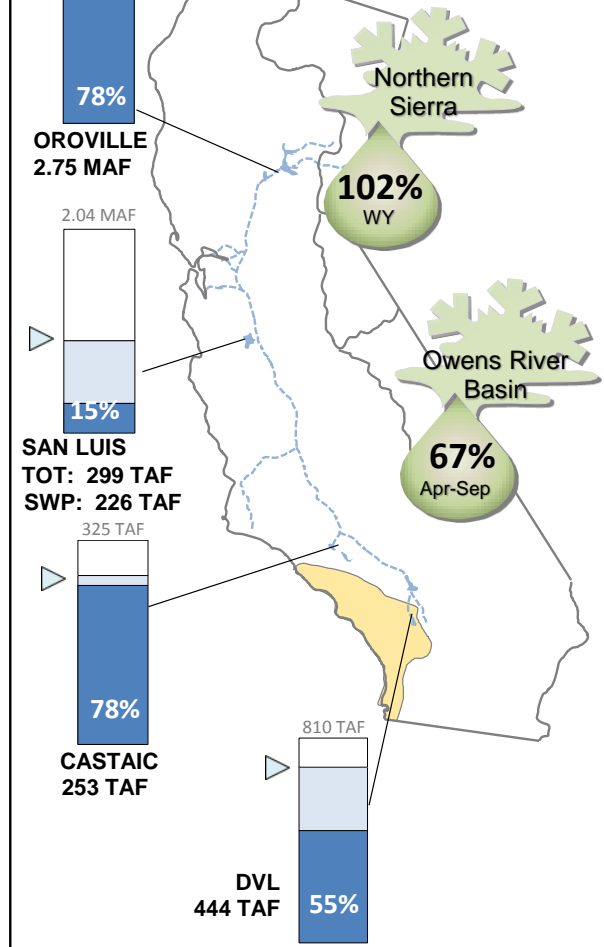 78%
OROVILLE
2.75 MAF
Northern
Sierra
102%
WY
2.04 MAF
15%
SAN LUIS
TOT: 299 TAF
SWP: 226 TAF
Owens River
Basin
67%
Apr-Sep
325 TAF
78%
CASTAIC
253 TAF
810 TAF
55%
DVL
444 TAF